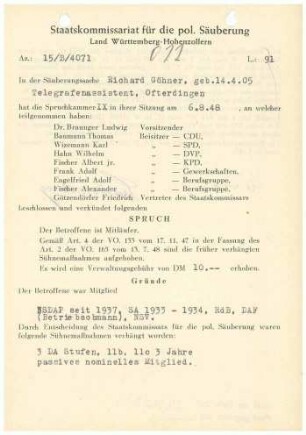 Staatskommissariat für die pol. Säuberung
Land Württemberg-Hohenzollern
Az.: 15/B/4071
L.: 91
In der Säuberungssache Richard Göhner, geb.14.4.05
Telegrafenassistent, Ofterdingen
hat die Spruchkammer IX in ihrer Sitzung am 6.8.48 , an welcher
teilgenommen haben:
Dr. Braunger Ludwig Vorsitzender
Baumann Thomas Beisitzer — CDU,
Wizemann Karl „ — SPD,
Hahn Wilhelm „ — DVP,
Fischer Albert jr. „ — KPD,
Frank Adolf „ — Gewerkschaften,
Engelfried Adolf „ — Berufsgruppe,
Fischer Alexander „ — Berufsgruppe,
Götzendörfer Friedrich Vertreter des Staatskommissars
beschlossen und verkündet folgenden
SPRUCH
Der Betroffene ist Mitläufer.
Gemäß Art. 4 der VO. 133 vom 17. 11. 47 in der Fassung des
Art. 2 der VO. 165 vom 13. 7. 48 sind die früher verhängten
Sühnemaßnahmen aufgehoben.
Es wird eine Verwaltungsgebühr von DM 10.-- erhoben.
Gründe
Der Betroffene war Mitglied
NSDAP seit 1937, SA 1933 - 1934, RdB, DAF
(Betriebsobmann), NSV.
Durch Entscheidung des Staatskommissariats für die pol. Säuberung waren
folgende Sühnemaßnahmen verhängt worden:
3 DA Stufen, 11b, 11c 3 Jahre
passives nominelles Mitglied.